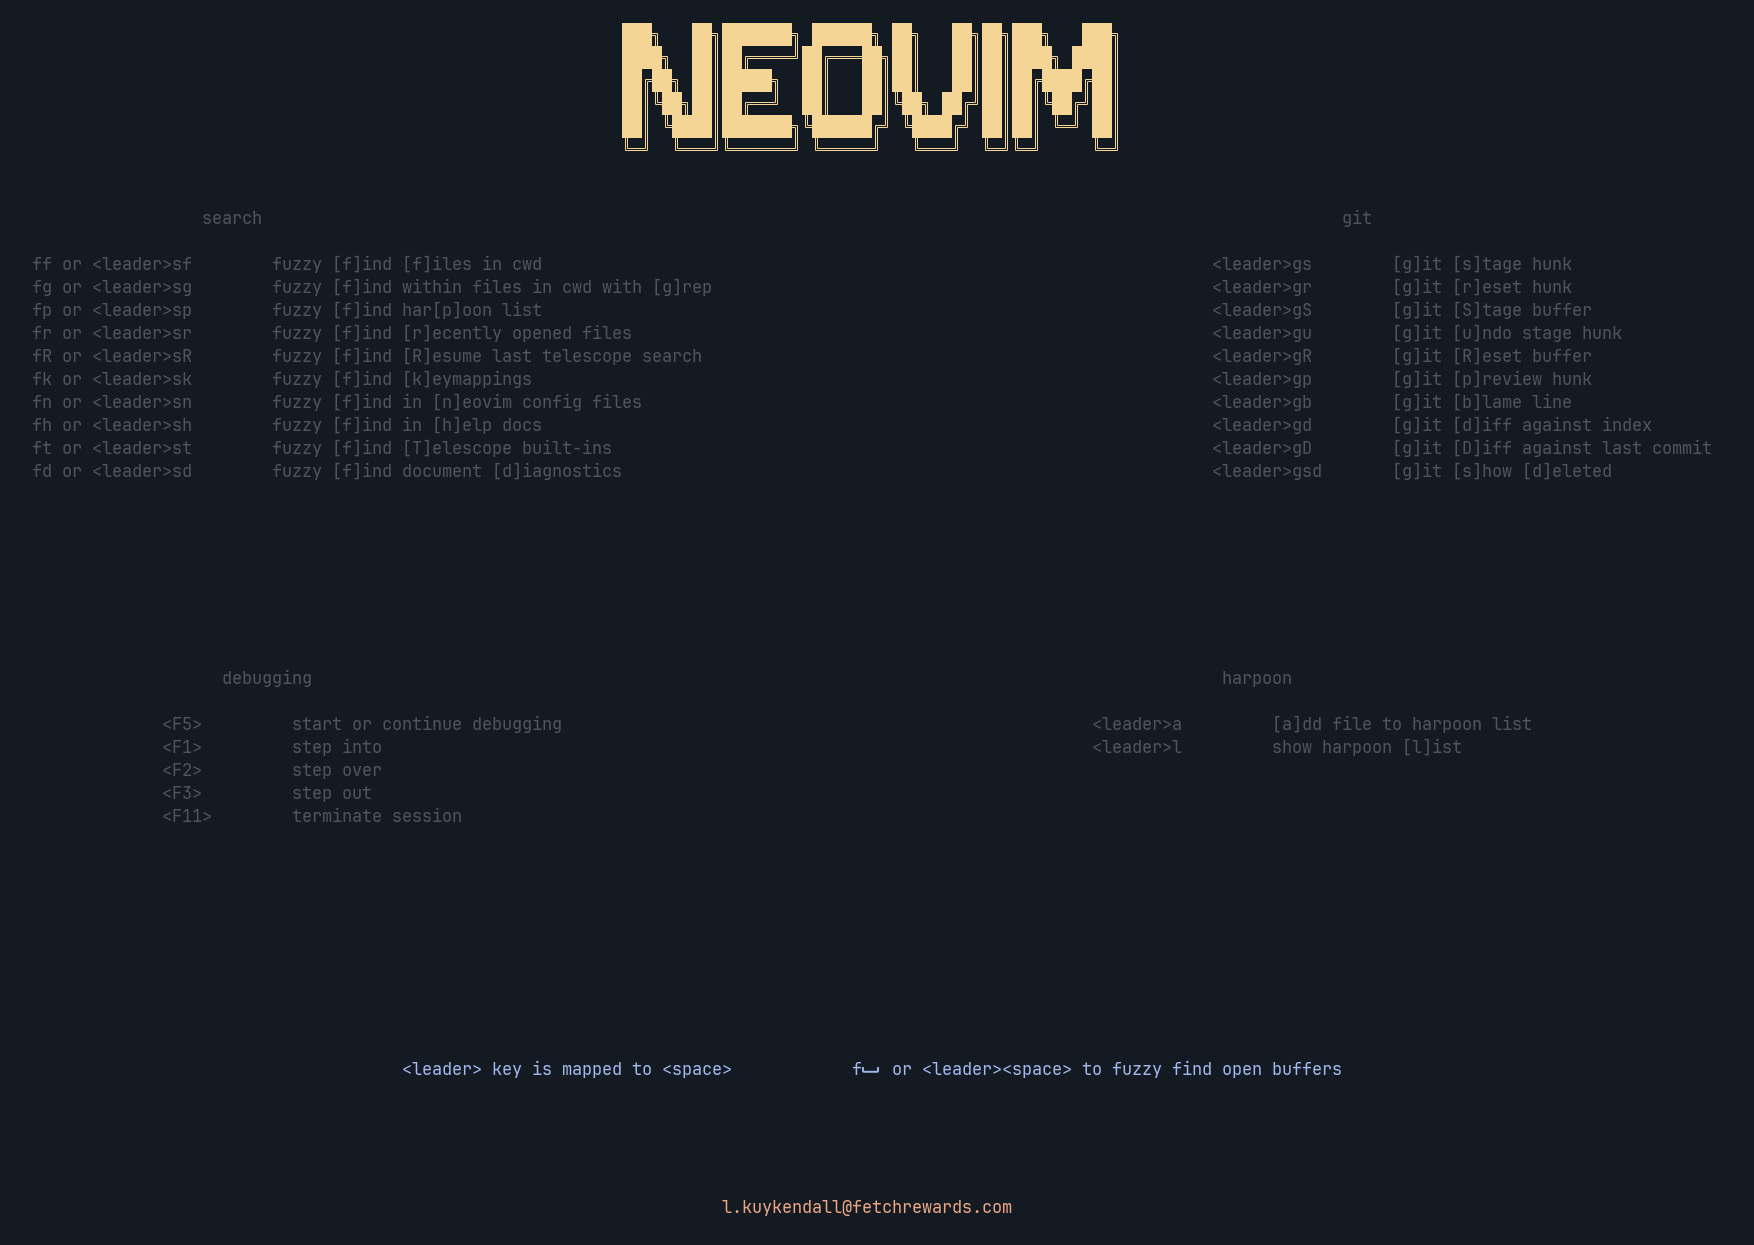 NEOVIM
search
ff or <leader>sf fuzzy [f]ind [f]iles in cwd
fg or <leader>sg fuzzy [f]ind within files in cwd with [g]rep
fp or <leader>sp fuzzy [f]ind har[p]oon list
fr or <leader>sr fuzzy [f]ind [r]ecently opened files
fR or <leader>sR fuzzy [f]ind [R]esume last telescope search
fk or <leader>sk fuzzy [f]ind [k]eymappings
fn or <leader>sn fuzzy [f]ind in [n]eovim config files
fh or <leader>sh fuzzy [f]ind in [h]elp docs
ft or <leader>st fuzzy [f]ind [T]elescope built-ins
fd or <leader>sd fuzzy [f]ind document [d]iagnostics
git
<leader>gs [g]it [s]tage hunk
<leader>gr [g]it [r]eset hunk
<leader>gS [g]it [S]tage buffer
<leader>gu [g]it [u]ndo stage hunk
<leader>gR [g]it [R]eset buffer
<leader>gp [g]it [p]review hunk
<leader>gb [g]it [b]lame line
<leader>gd [g]it [d]iff against index
<leader>gD [g]it [D]iff against last commit
<leader>gsd [g]it [s]how [d]eleted
debugging
<F5> start or continue debugging
<F1> step into
<F2> step over
<F3> step out
<F11> terminate session
harpoon
<leader>a [a]dd file to harpoon list
<leader>l show harpoon [l]ist
<leader> key is mapped to <space> f⎵ or <leader><space> to fuzzy find open buffers
l.kuykendall@fetchrewards.com